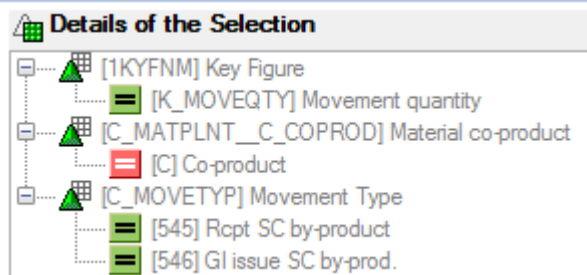 Details of the Selection
[1KYFNM] Key Figure
[K_MOVEQTY] Movement quantity
[C_MATPLNT__C_COPROD] Material co-product
[C] Co-product
[C_MOVETYP] Movement Type
[545] Rcpt SC by-product
[546] GI issue SC by-prod.